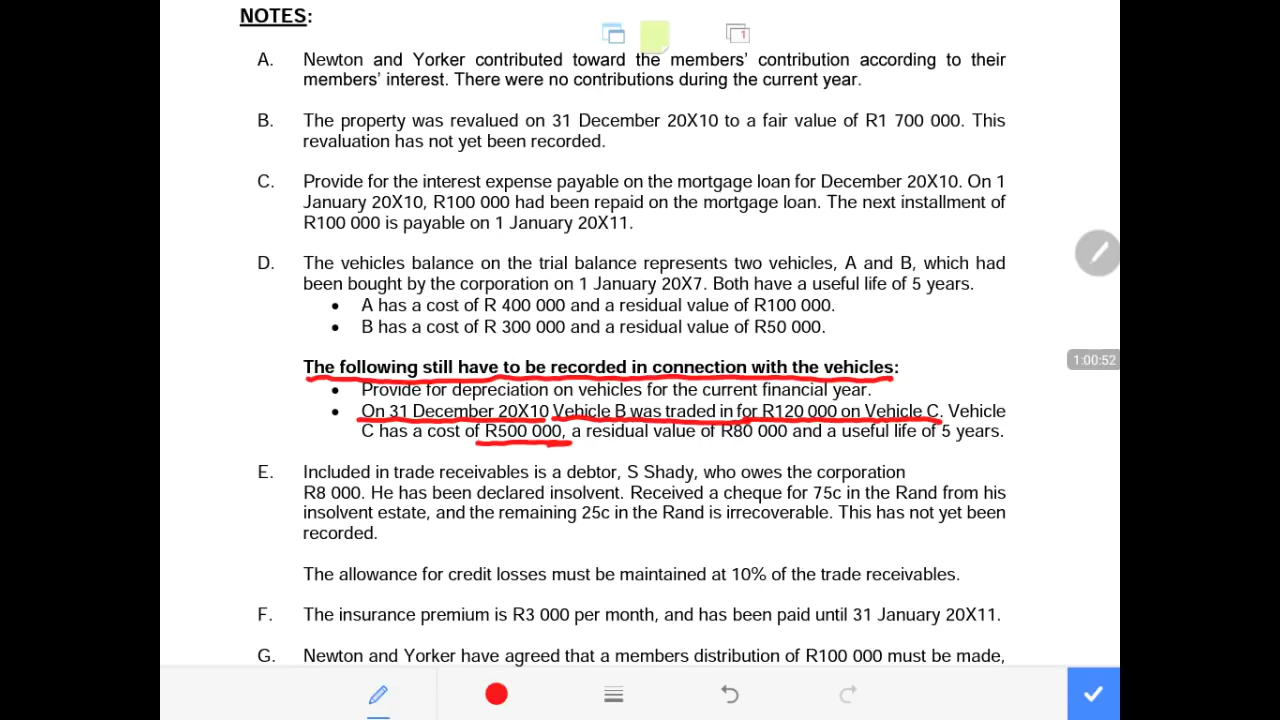 NOTES:
1
A. Newton and Yorker contributed toward the members' contribution according to their
members' interest. There were no contributions during the current year.
B. The property was revalued on 31 December 20X10 to a fair value of R1 700 000. This
revaluation has not yet been recorded.
C. Provide for the interest expense payable on the mortgage loan for December 20X10. On 1
January 20X10, R100 000 had been repaid on the mortgage loan. The next installment of
R100 000 is payable on 1 January 20X11.
D. The vehicles balance on the trial balance represents two vehicles, A and B, which had
been bought by the corporation on 1 January 20X7. Both have a useful life of 5 years.
• A has a cost of R 400 000 and a residual value of R100 000.
• B has a cost of R 300 000 and a residual value of R50 000.
The following still have to be recorded in connection with the vehicles:
1:00:52
• Provide for depreciation on vehicles for the current financial year.
• On 31 December 20X10 Vehicle B was traded in for R120 000 on Vehicle C. Vehicle
C has a cost of R500 000, a residual value of R80 000 and a useful life of 5 years.
E. Included in trade receivables is a debtor, S Shady, who owes the corporation
R8 000. He has been declared insolvent. Received a cheque for 75c in the Rand from his
insolvent estate, and the remaining 25c in the Rand is irrecoverable. This has not yet been
recorded.
The allowance for credit losses must be maintained at 10% of the trade receivables.
F. The insurance premium is R3 000 per month, and has been paid until 31 January 20X11.
G. Newton and Yorker have agreed that a members distribution of R100 000 must be made,